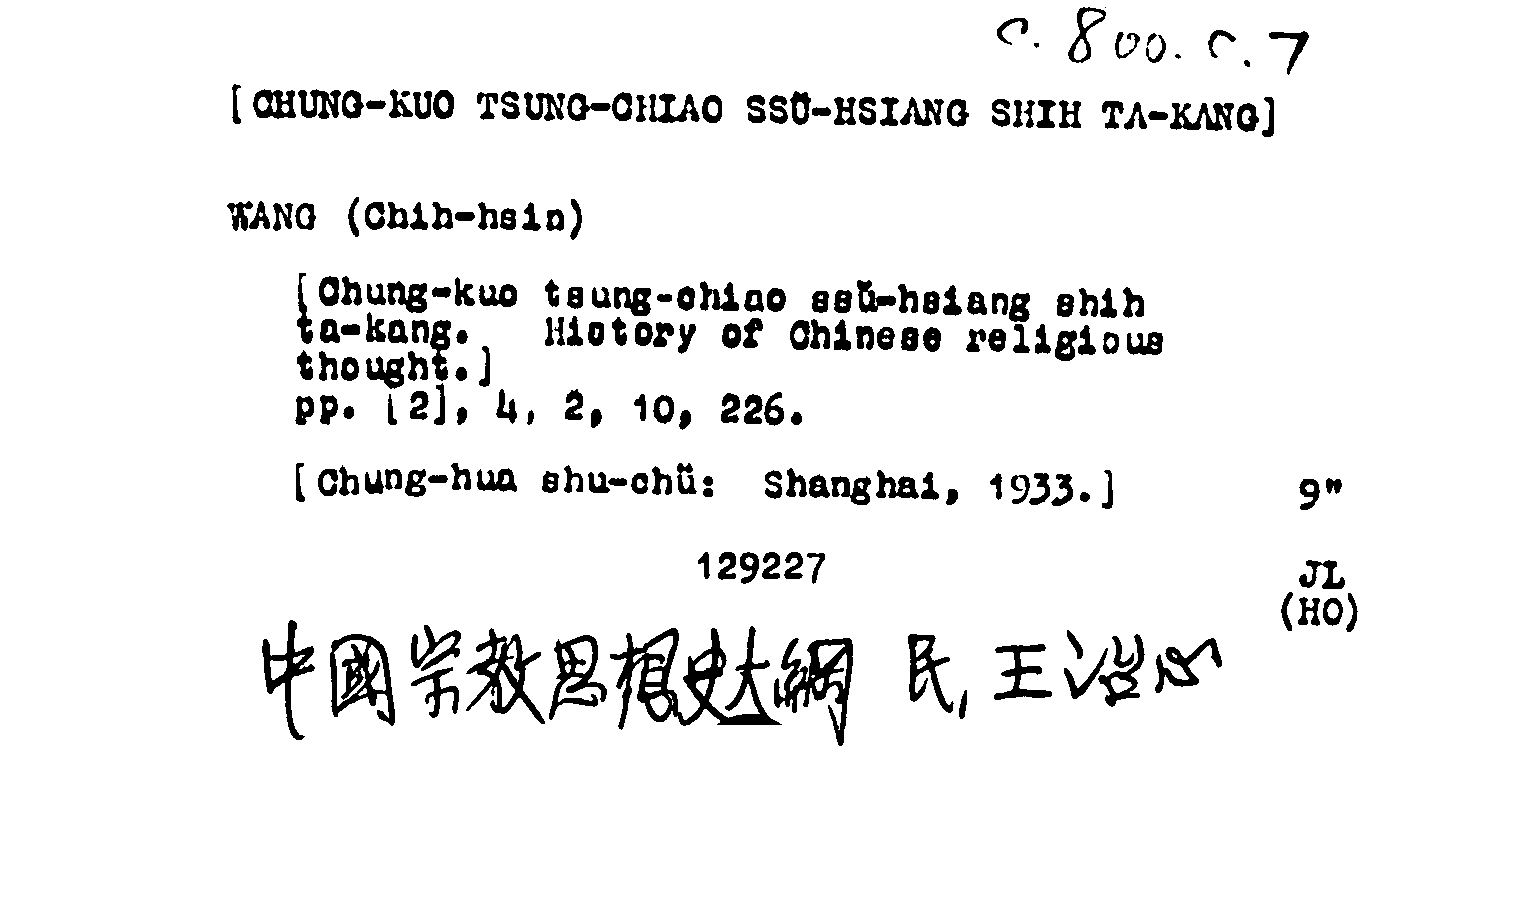 c. 800. c. 7
[CHUNG-KUO TSUNG-CHIAO SSŬ-HSIANG SHIH TA-KANG]
WANG (Chih-hsin)
[Chung-kuo tsung-chiao ssŭ-hsiang shih
ta-kang. History of Chinese religious
thought.]
pp. [2], 4, 2, 10, 226.
[Chung-hua shu-chü: Shanghai, 1933.] 9"
129227 JL
(HO)
中國宗教思想史大綱 民, 王治心